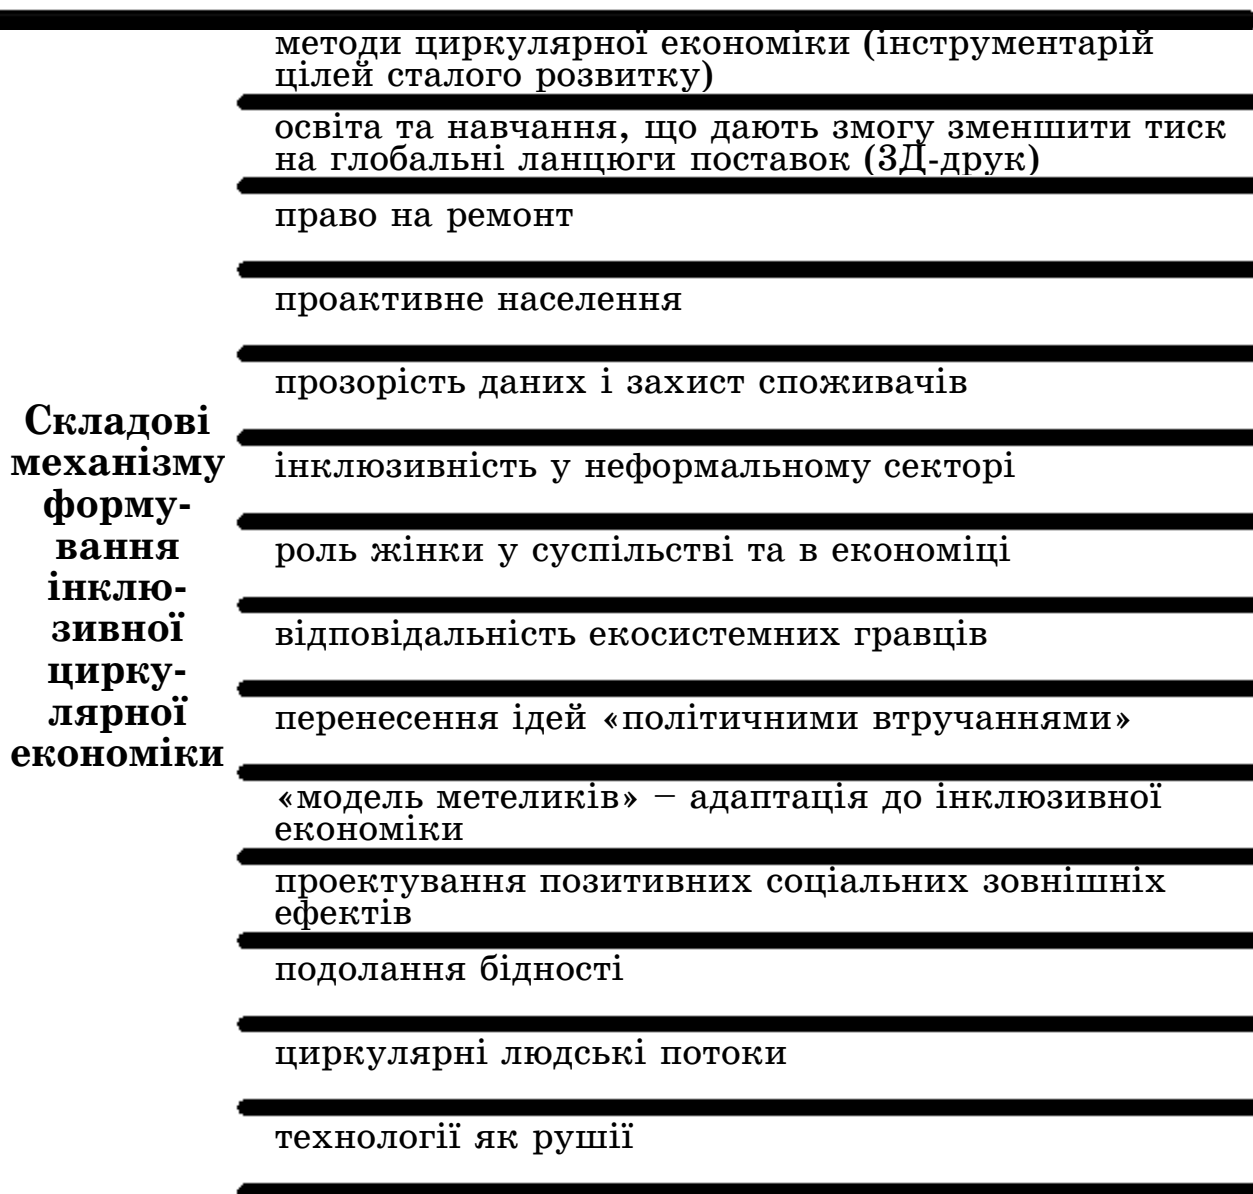 методи циркулярної економіки (інструментарій
цілей сталого розвитку)
освіта та навчання, що дають змогу зменшити тиск
на глобальні ланцюги поставок (3Д-друк)
право на ремонт
проактивне населення
прозорість даних і захист споживачів
Складові
механізму
форму-
вання
інклю-
зивної
цирку-
лярної
економіки
інклюзивність у неформальному секторі
роль жінки у суспільстві та в економіці
відповідальність екосистемних гравців
перенесення ідей «політичними втручаннями»
«модель метеликів» – адаптація до інклюзивної
економіки
проектування позитивних соціальних зовнішніх
ефектів
подолання бідності
циркулярні людські потоки
технології як рушії